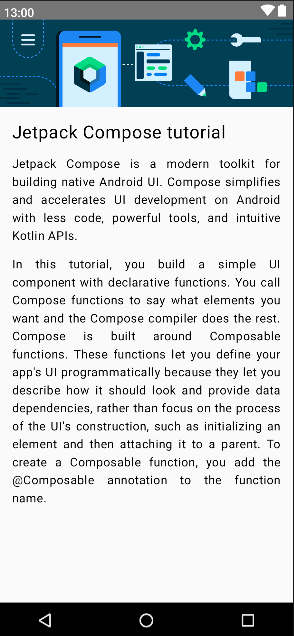 13:00
Jetpack Compose tutorial
Jetpack Compose is a modern toolkit for
building native Android UI. Compose simplifies
and accelerates UI development on Android
with less code, powerful tools, and intuitive
Kotlin APIs.
In this tutorial, you build a simple UI
component with declarative functions. You call
Compose functions to say what elements you
want and the Compose compiler does the rest.
Compose is built around Composable
functions. These functions let you define your
app's UI programmatically because they let you
describe how it should look and provide data
dependencies, rather than focus on the process
of the UI's construction, such as initializing an
element and then attaching it to a parent. To
create a Composable function, you add the
@Composable annotation to the function
name.